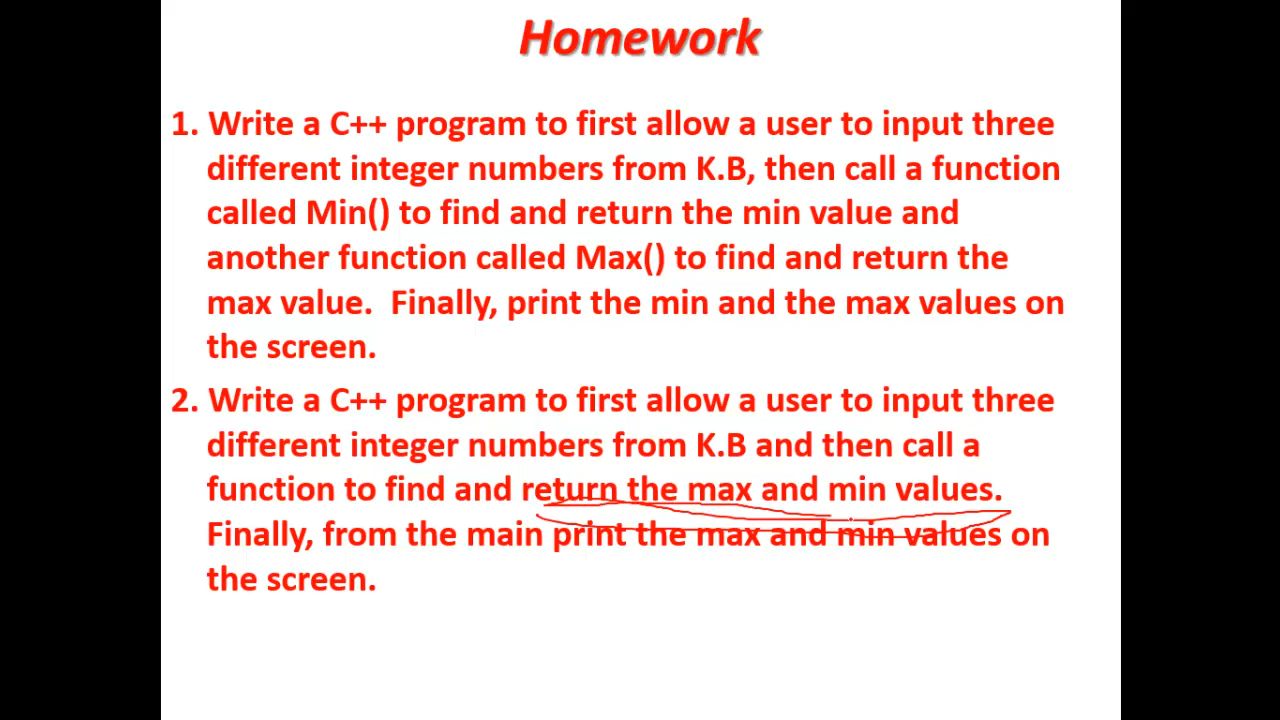 Homework
1. Write a C++ program to first allow a user to input three
different integer numbers from K.B, then call a function
called Min() to find and return the min value and
another function called Max() to find and return the
max value.  Finally, print the min and the max values on
the screen.
2. Write a C++ program to first allow a user to input three
different integer numbers from K.B and then call a
function to find and return the max and min values.
Finally, from the main print the max and min values on
the screen.